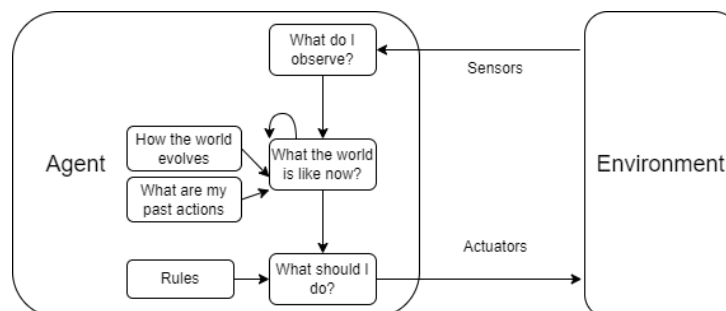 What do I
observe?
Sensors
How the world
evolves
Agent
What the world
is like now?
Environment
What are my
past actions
Actuators
Rules
What should I
do?